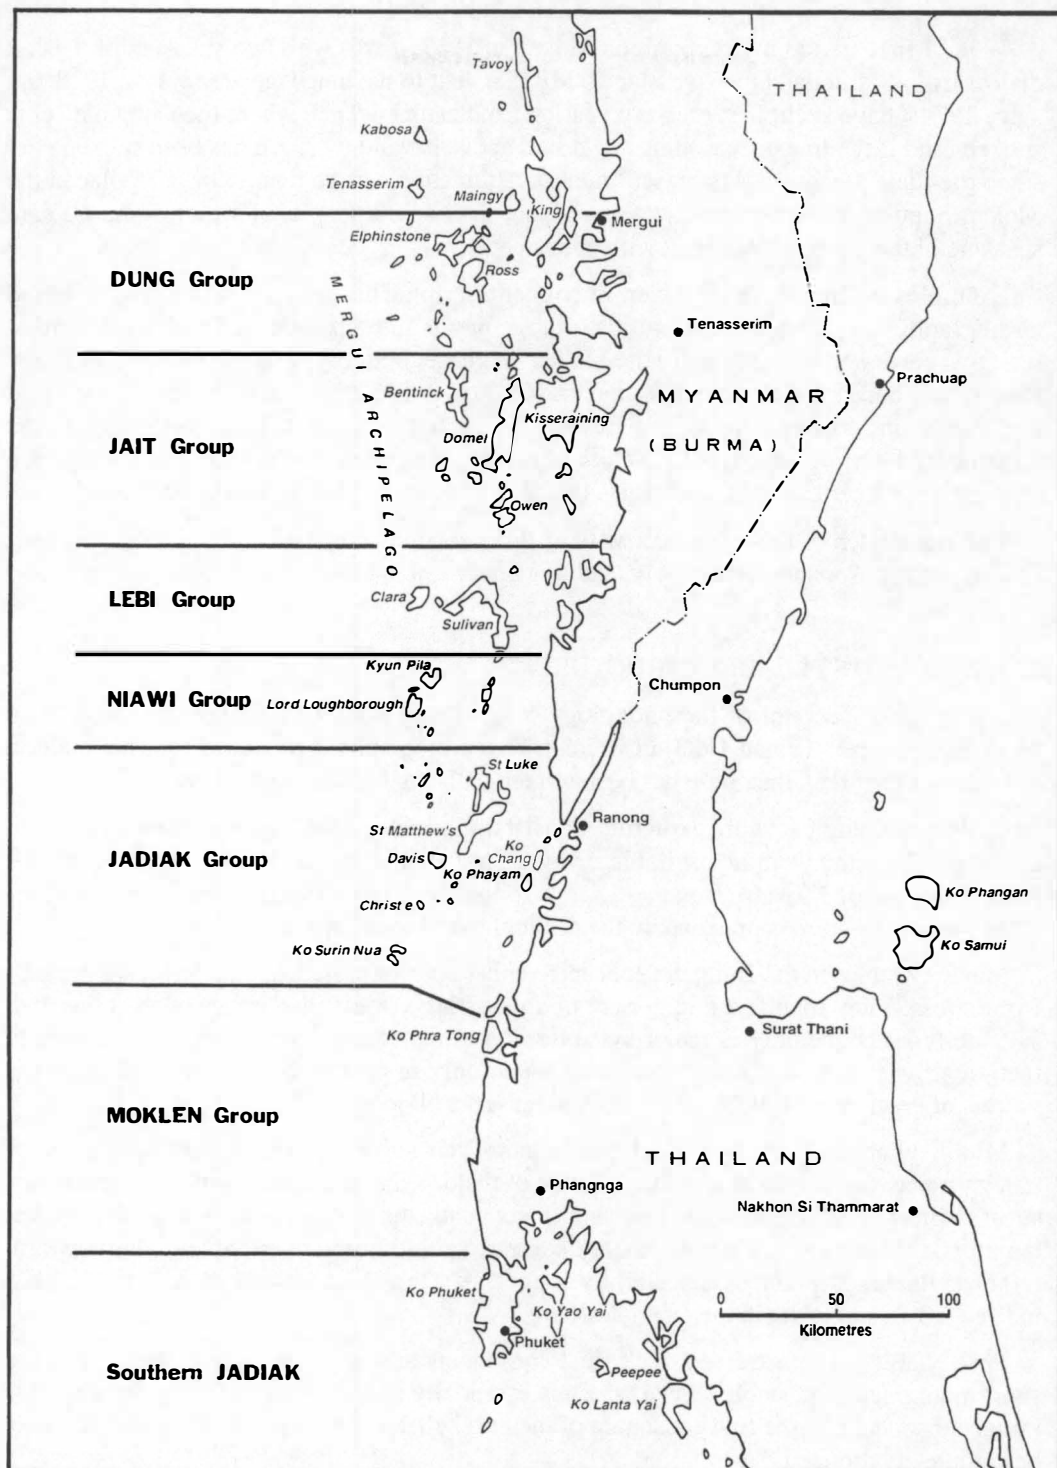 THAILAND
Tavoy
Kabosa
Tenasserim
Maingy
King
Mergui
Elphinstone
Ross
DUNG Group
MERGUI ARCHIPELAGO
Tenasserim
Prachuap
Bentinck
MYANMAR
(BURMA)
Kisseraining
Domel
JAIT Group
Owen
Clara
LEBI Group
Sulivan
Kyun Pila
Chumpon
NIAWI Group
Lord Loughborough
St Luke
Ranong
St Matthew's
Ko
Chang
JADIAK Group
Davis
Ko Phayam
Christe
Ko Phangan
Ko Samui
Ko Surin Nua
Surat Thani
Ko Phra Tong
MOKLEN Group
THAILAND
Phangnga
Nakhon Si Thammarat
Ko Phuket
Ko Yao Yai
0 50 100
Kilometres
Phuket
Peepee
Southern JADIAK
Ko Lanta Yai